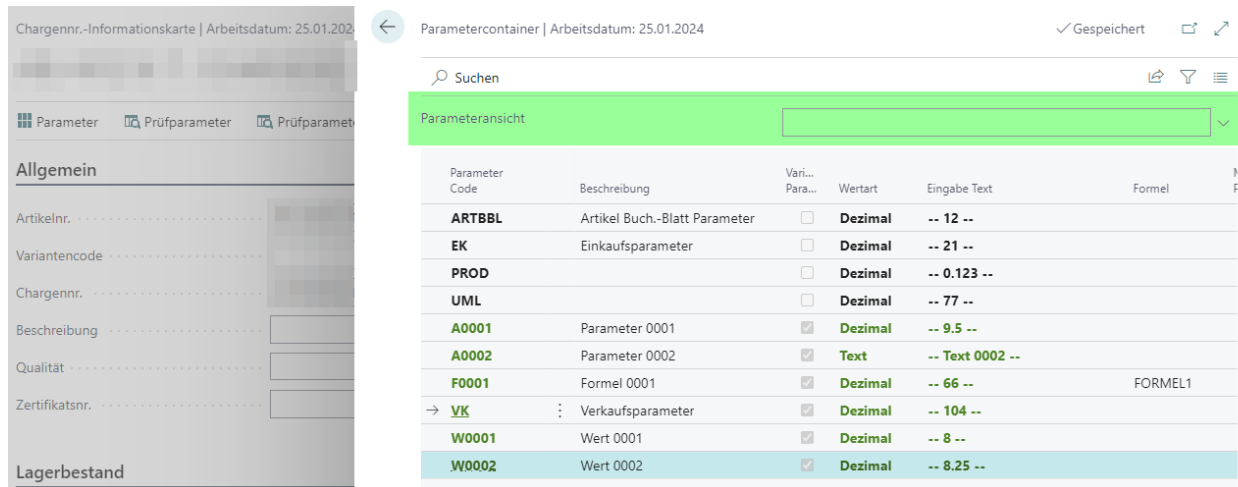 Chargennr.-Informationskarte | Arbeitsdatum: 25.01.202
Parameter Prüfparameter Prüfparamet
Allgemein
Artikelnr.
Variantencode
Chargennr.
Beschreibung
Qualität
Zertifikatsnr.
Lagerbestand
Parametercontainer | Arbeitsdatum: 25.01.2024 Gespeichert
Suchen
Parameteransicht
Parameter Code Beschreibung Vari... Para... Wertart Eingabe Text Formel
ARTBBL Artikel Buch.-Blatt Parameter Dezimal -- 12 --
EK Einkaufsparameter Dezimal -- 21 --
PROD Dezimal -- 0.123 --
UML Dezimal -- 77 --
A0001 Parameter 0001 Dezimal -- 9.5 --
A0002 Parameter 0002 Text -- Text 0002 --
F0001 Formel 0001 Dezimal -- 66 -- FORMEL1
VK Verkaufsparameter Dezimal -- 104 --
W0001 Wert 0001 Dezimal -- 8 --
W0002 Wert 0002 Dezimal -- 8.25 --